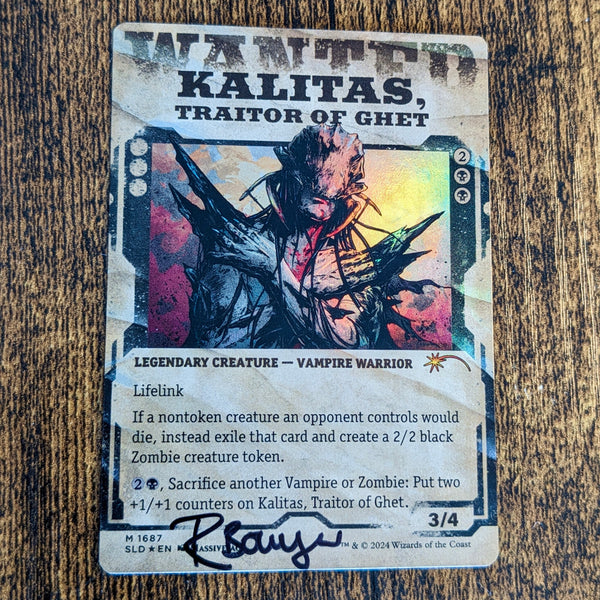 WANTED
KALITAS,
TRAITOR OF GHET
2
LEGENDARY CREATURE — VAMPIRE WARRIOR
Lifelink
If a nontoken creature an opponent controls would
die, instead exile that card and create a 2/2 black
Zombie creature token.
2 , Sacrifice another Vampire or Zombie: Put two
+1/+1 counters on Kalitas, Traitor of Ghet.
3/4
M 1687
SLD ★ EN ™ & © 2024 Wizards of the Coast